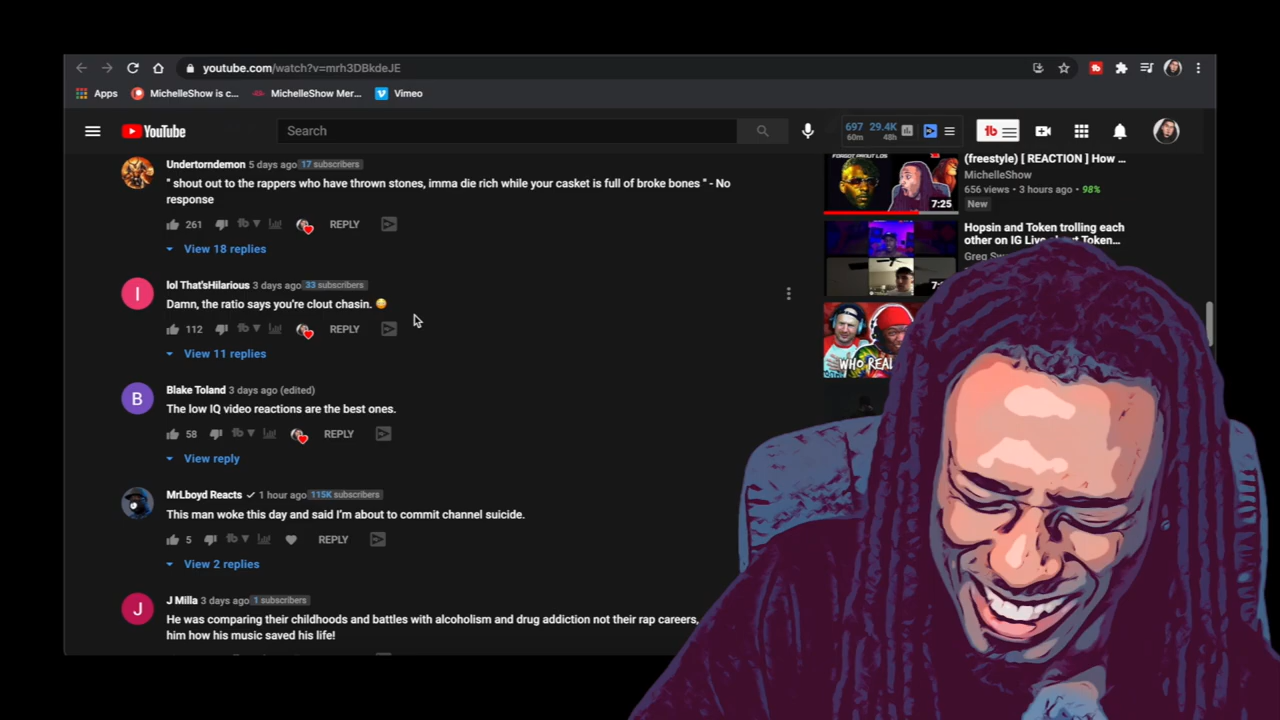 youtube.com/watch?v=mrh3DBkdeJE
Apps
MichelleShow is c...
MichelleShow Mer...
Vimeo
YouTube
Search
697 29.4K
60m 48h
Undertorndemon 5 days ago 17 subscribers
" shout out to the rappers who have thrown stones, imma die rich while your casket is full of broke bones " - No
response
261 REPLY
View 18 replies
lol That'sHilarious 3 days ago 33 subscribers
Damn, the ratio says you're clout chasin.
112 REPLY
View 11 replies
Blake Toland 3 days ago (edited)
The low IQ video reactions are the best ones.
58 REPLY
View reply
MrLboyd Reacts 1 hour ago 115K subscribers
This man woke this day and said I'm about to commit channel suicide.
5 REPLY
View 2 replies
J Milla 3 days ago 1 subscribers
He was comparing their childhoods and battles with alcoholism and drug addiction not their rap careers,
him how his music saved his life!
(freestyle) [ REACTION ] How ...
MichelleShow
656 views • 3 hours ago • 98%
New
7:25
Hopsin and Token trolling each
other on IG Live about Token...
WHO